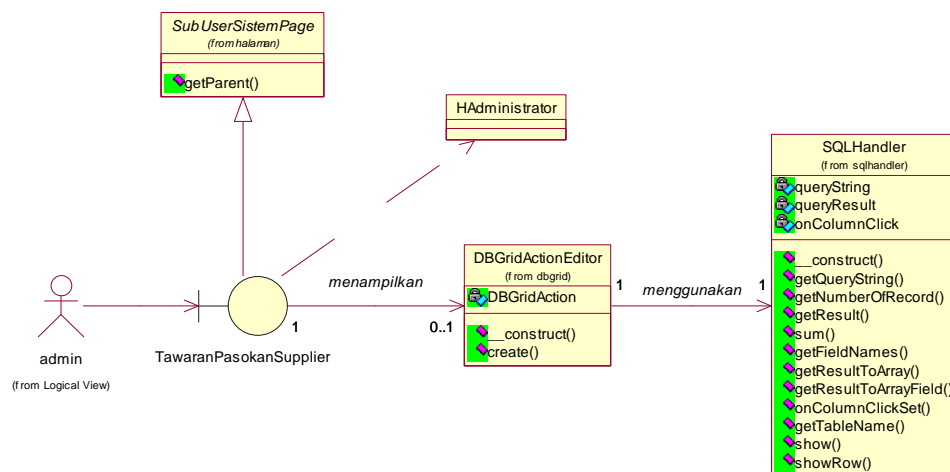 SubUserSistemPage
(from halaman)
getParent()
HAdministrator
SQLHandler
(from sqlhandler)
queryString
queryResult
onColumnClick
__construct()
getQueryString()
getNumberOfRecord()
getResult()
sum()
getFieldNames()
getResultToArray()
getResultToArrayField()
onColumnClickSet()
getTableName()
show()
showRow()
DBGridActionEditor
(from dbgrid)
DBGridAction
__construct()
create()
menampilkan
1
0..1
1
menggunakan
1
admin
(from Logical View)
TawaranPasokanSupplier